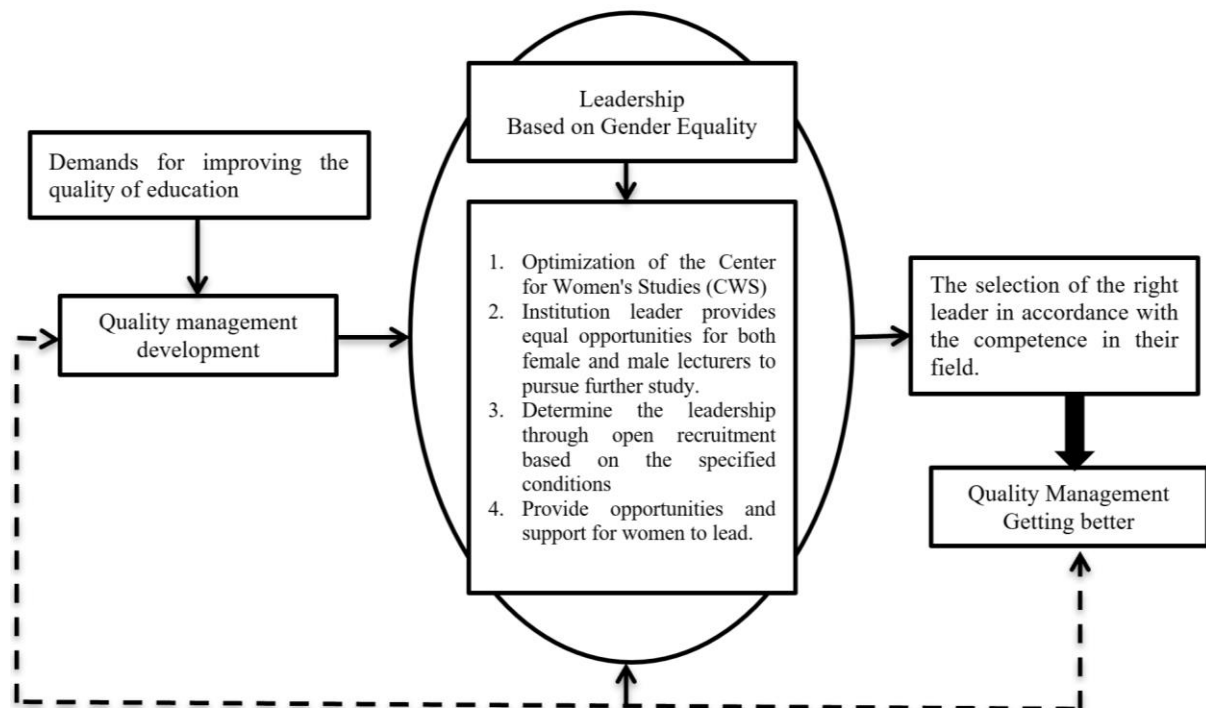 Leadership
Based on Gender Equality
Demands for improving the
quality of education
Quality management
development
1. Optimization of the Center
for Women's Studies (CWS)
2. Institution leader provides
equal opportunities for both
female and male lecturers to
pursue further study.
3. Determine the leadership
through open recruitment
based on the specified
conditions
4. Provide opportunities and
support for women to lead.
The selection of the right
leader in accordance with
the competence in their
field.
Quality Management
Getting better